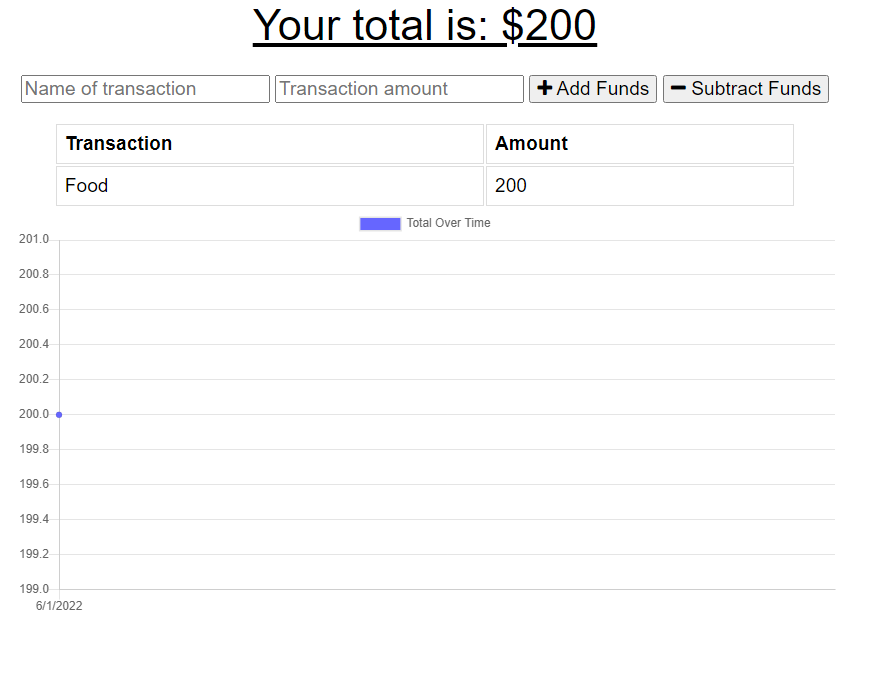 Your total is: $200
Name of transaction Transaction amount Add Funds Subtract Funds
Transaction Amount
Food 200
Total Over Time
201.0
200.8
200.6
200.4
200.2
200.0
199.8
199.6
199.4
199.2
199.0
6/1/2022